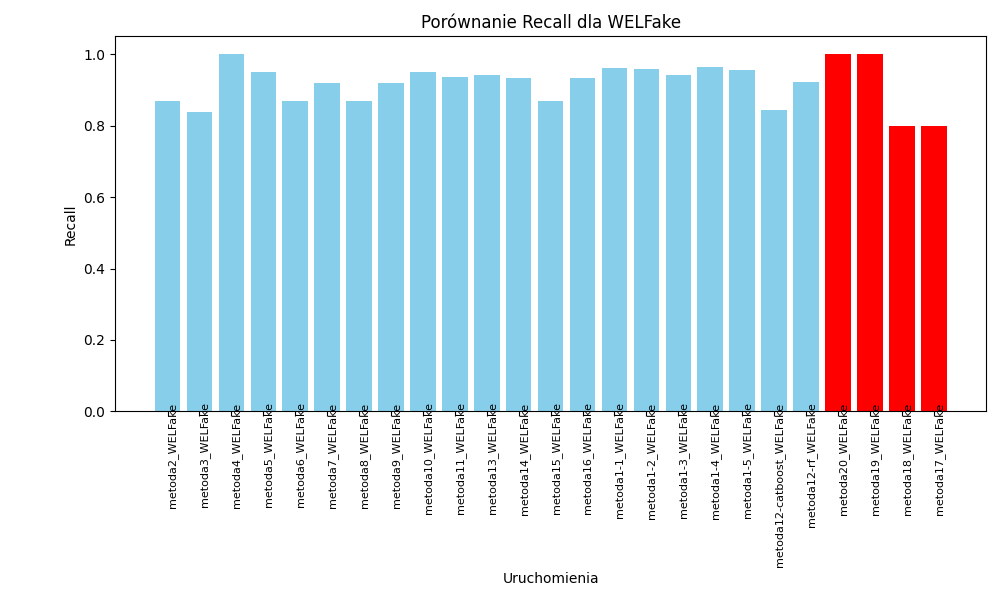 Porównanie Recall dla WELFake
1.0
0.8
0.6
0.4
0.2
0.0
Recall
metoda2_WELFake
metoda3_WELFake
metoda4_WELFake
metoda5_WELFake
metoda6_WELFake
metoda7_WELFake
metoda8_WELFake
metoda9_WELFake
metoda10_WELFake
metoda11_WELFake
metoda13_WELFake
metoda14_WELFake
metoda15_WELFake
metoda16_WELFake
metoda1-1_WELFake
metoda1-2_WELFake
metoda1-3_WELFake
metoda1-4_WELFake
metoda1-5_WELFake
metoda12-catboost_WELFake
metoda12-rf_WELFake
metoda20_WELFake
metoda19_WELFake
metoda18_WELFake
metoda17_WELFake
Uruchomienia